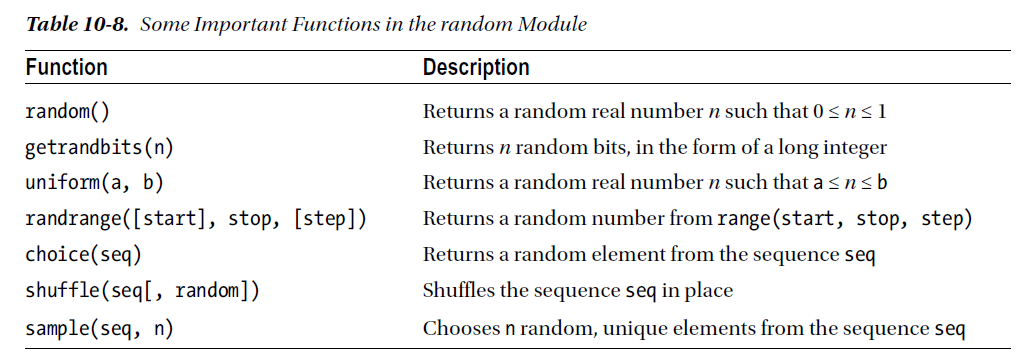 Table 10-8. Some Important Functions in the random Module
Function Description
random() Returns a random real number n such that 0 ≤ n ≤ 1
getrandbits(n) Returns n random bits, in the form of a long integer
uniform(a, b) Returns a random real number n such that a ≤ n ≤ b
randrange([start], stop, [step]) Returns a random number from range(start, stop, step)
choice(seq) Returns a random element from the sequence seq
shuffle(seq[, random]) Shuffles the sequence seq in place
sample(seq, n) Chooses n random, unique elements from the sequence seq